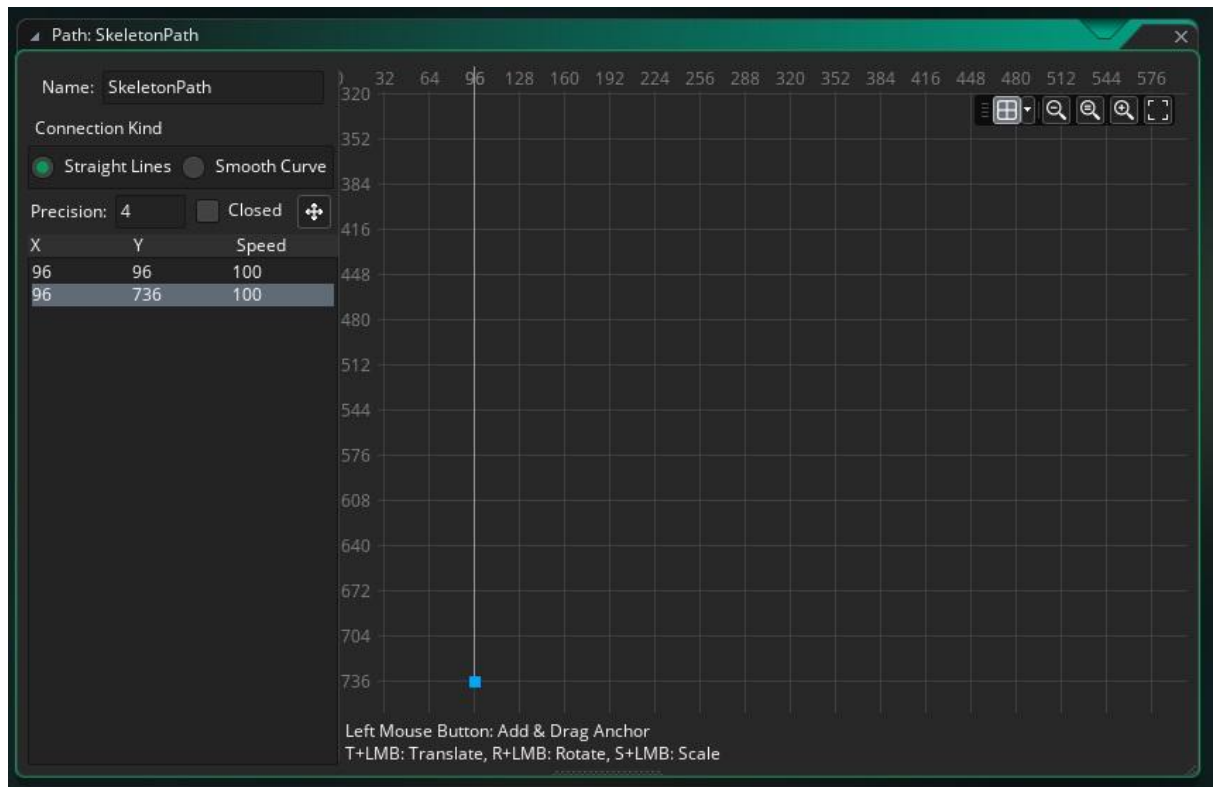 Path: SkeletonPath
Name: SkeletonPath
Connection Kind
Straight Lines Smooth Curve
Precision: 4 Closed
X Y Speed
96 96 100
96 736 100
32 64 96 128 160 192 224 256 288 320 352 384 416 448 480 512 544 576
320
352
384
416
448
480
512
544
576
608
640
672
704
736
Left Mouse Button: Add & Drag Anchor
T+LMB: Translate, R+LMB: Rotate, S+LMB: Scale